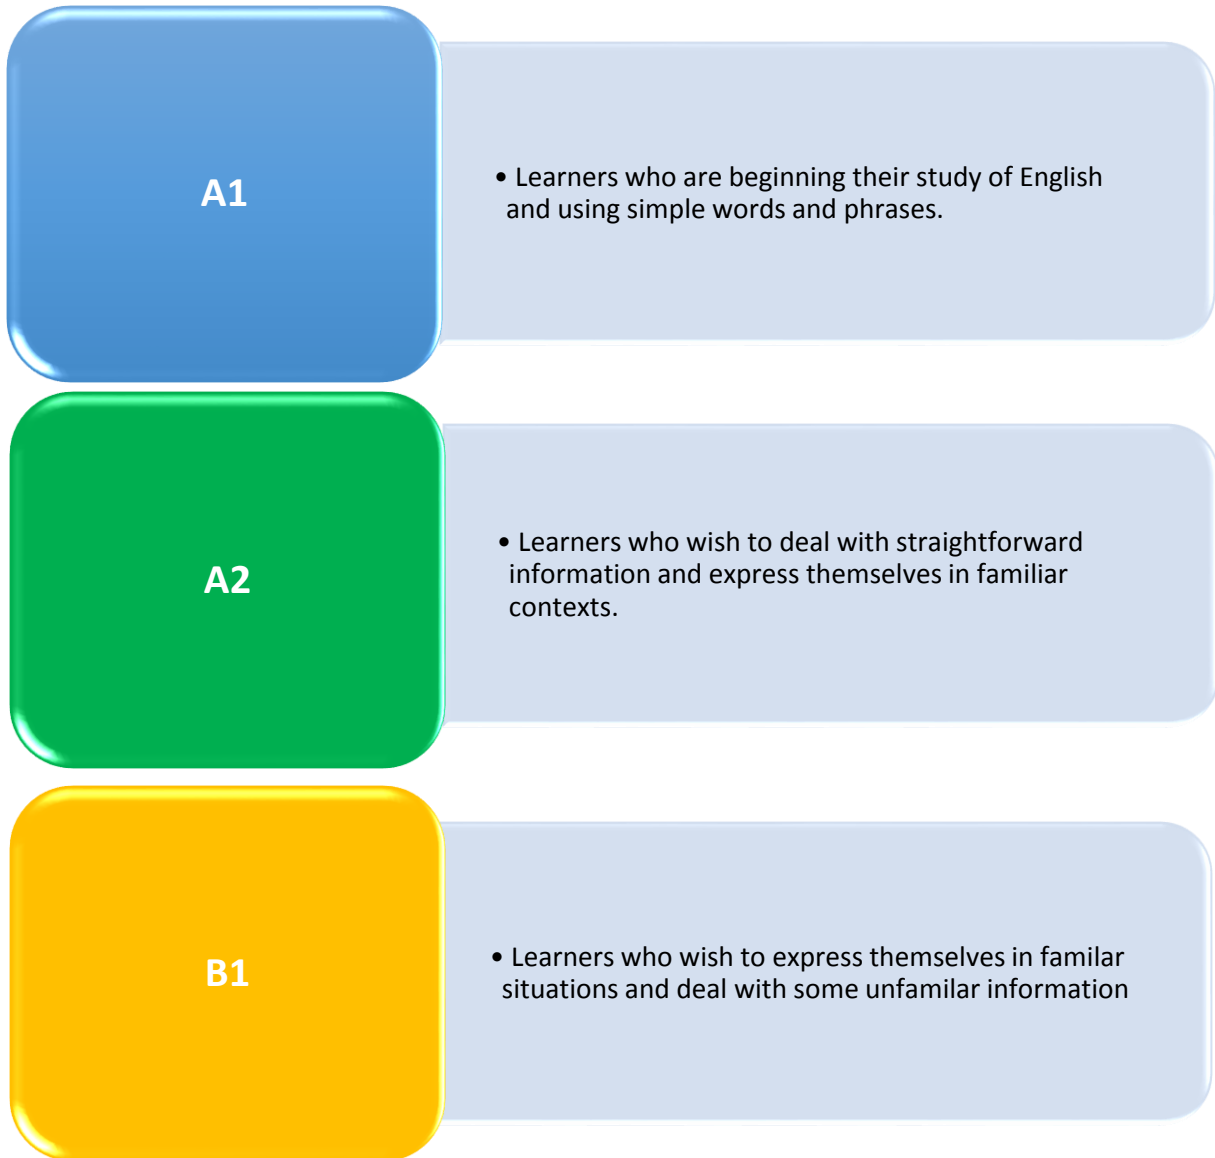 A1
• Learners who are beginning their study of English
and using simple words and phrases.
A2
• Learners who wish to deal with straightforward
information and express themselves in familiar
contexts.
B1
• Learners who wish to express themselves in familar
situations and deal with some unfamilar information